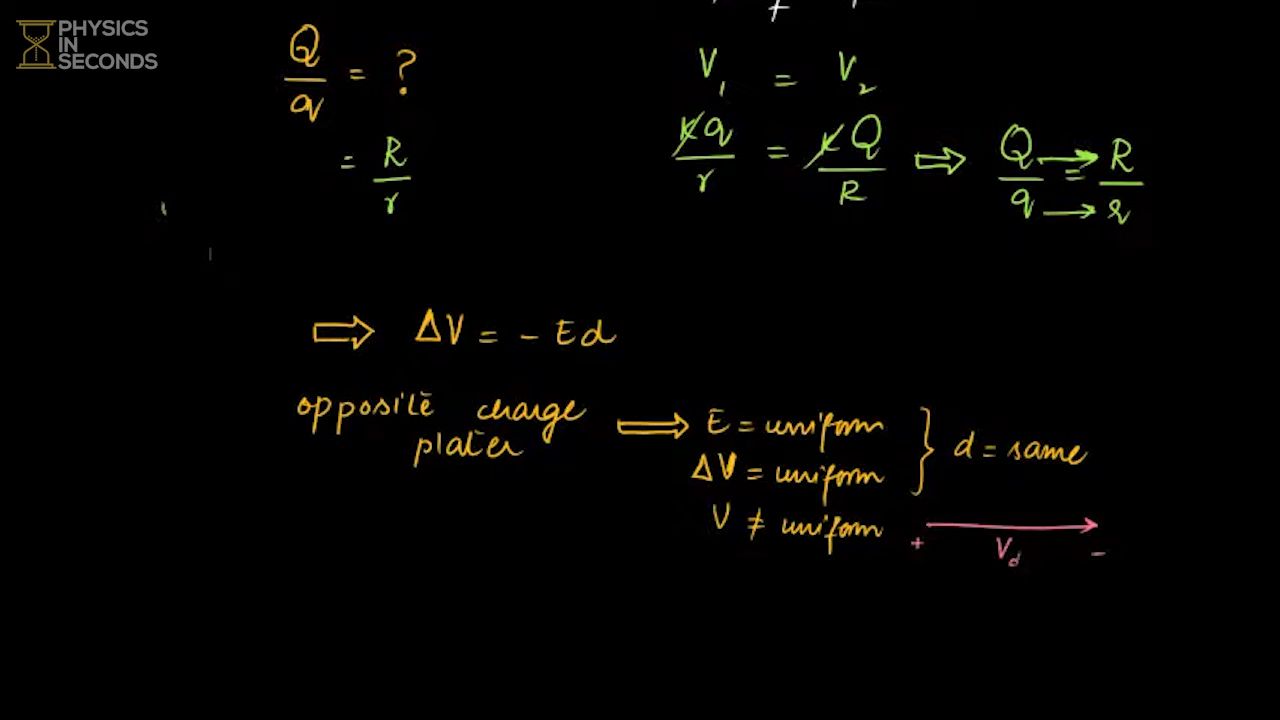 PHYSICS
IN
SECONDS
Q/q = ?
= R/r
≠
V₁ = V₂
Kq/r = KQ/R ⇒ Q/q = R/r
⇒ ΔV = - Ed
opposite charge plates ⇒ E = uniform
ΔV = uniform
} d = same
V ≠ uniform
+ V_d -